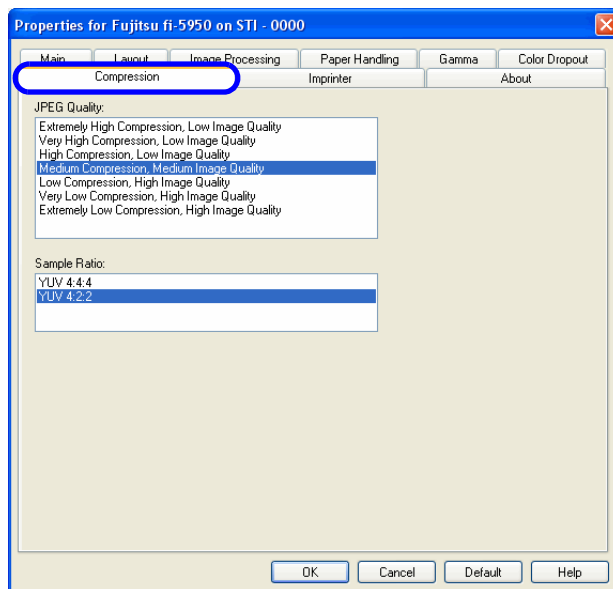 Properties for Fujitsu fi-5950 on STI - 0000
Main Layout Image Processing Paper Handling Gamma Color Dropout
Compression Imprinter About
JPEG Quality:
Extremely High Compression, Low Image Quality
Very High Compression, Low Image Quality
High Compression, Low Image Quality
Medium Compression, Medium Image Quality
Low Compression, High Image Quality
Very Low Compression, High Image Quality
Extremely Low Compression, High Image Quality
Sample Ratio:
YUV 4:4:4
YUV 4:2:2
OK Cancel Default Help